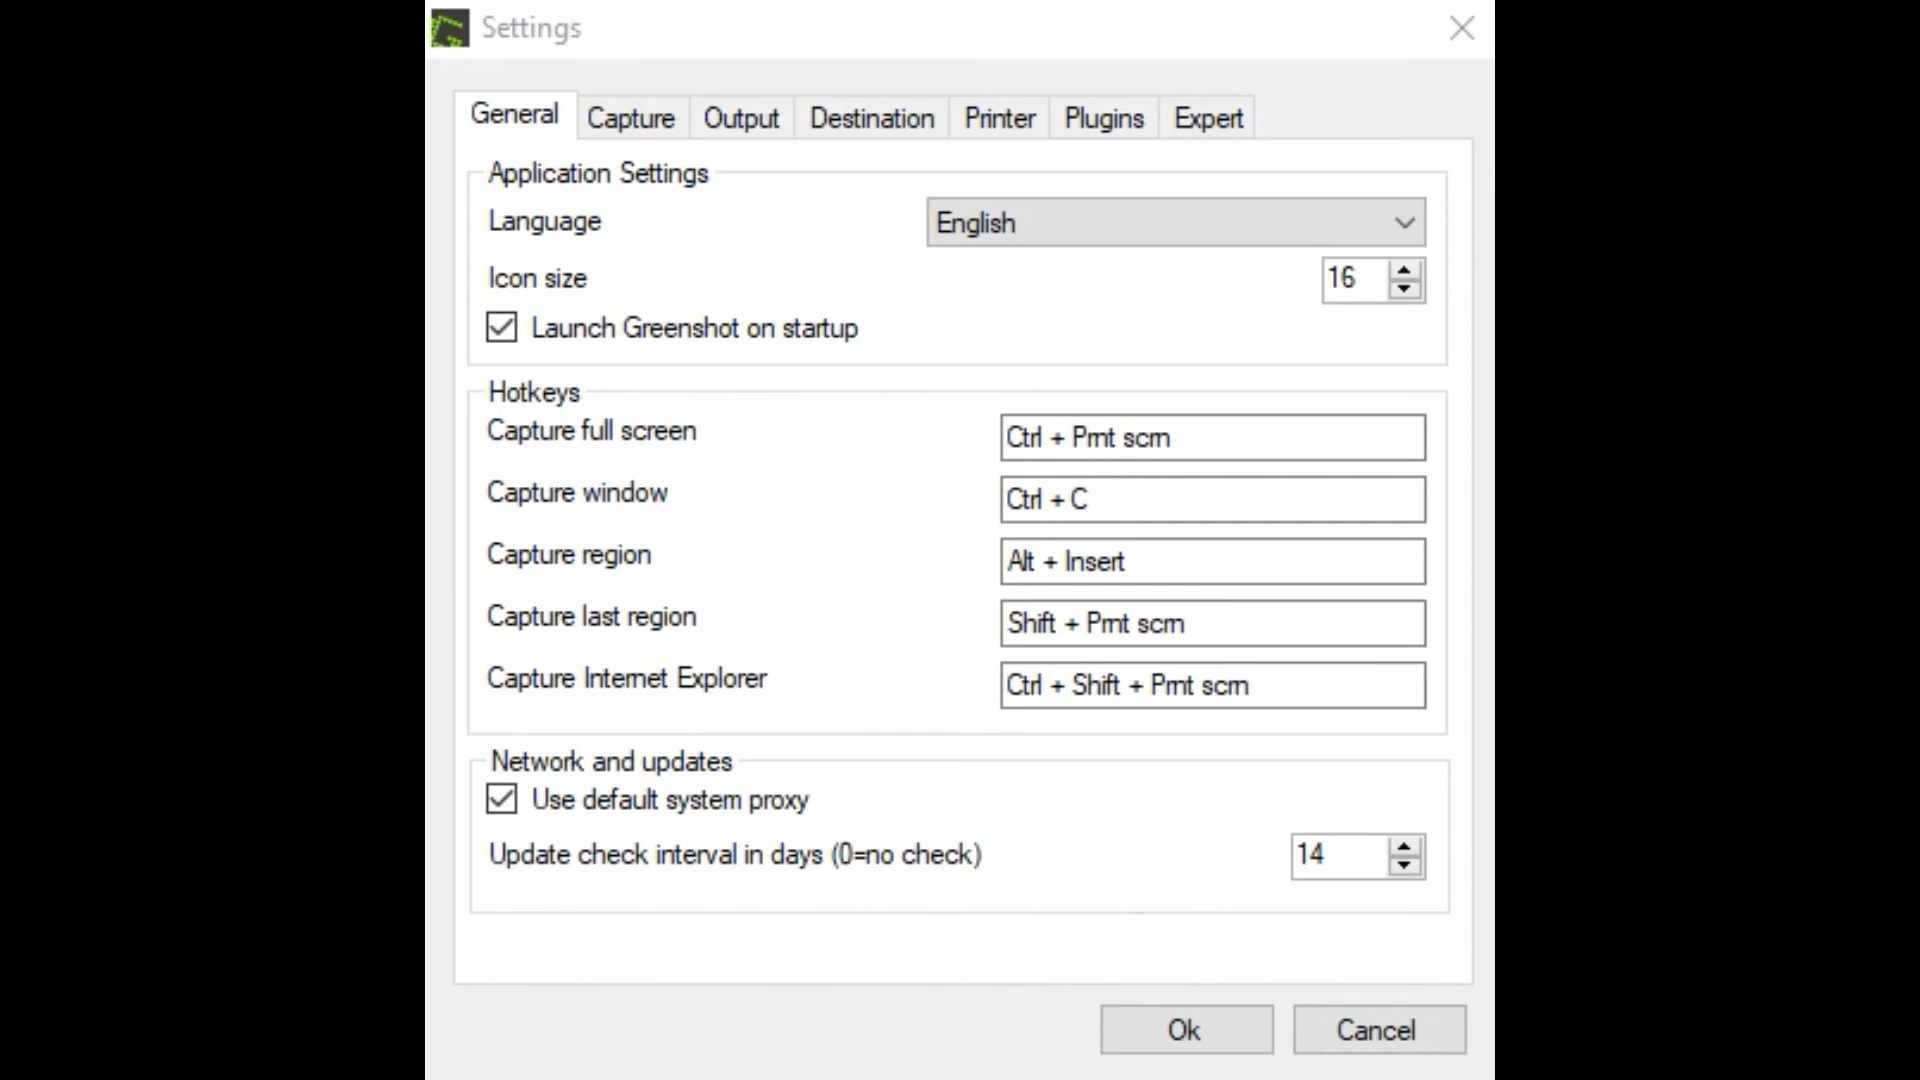 Settings
General Capture Output Destination Printer Plugins Expert
Application Settings
Language English
Icon size 16
Launch Greenshot on startup
Hotkeys
Capture full screen Ctrl + Prnt scrn
Capture window Ctrl + C
Capture region Alt + Insert
Capture last region Shift + Prnt scrn
Capture Internet Explorer Ctrl + Shift + Prnt scrn
Network and updates
Use default system proxy
Update check interval in days (0=no check) 14
Ok Cancel